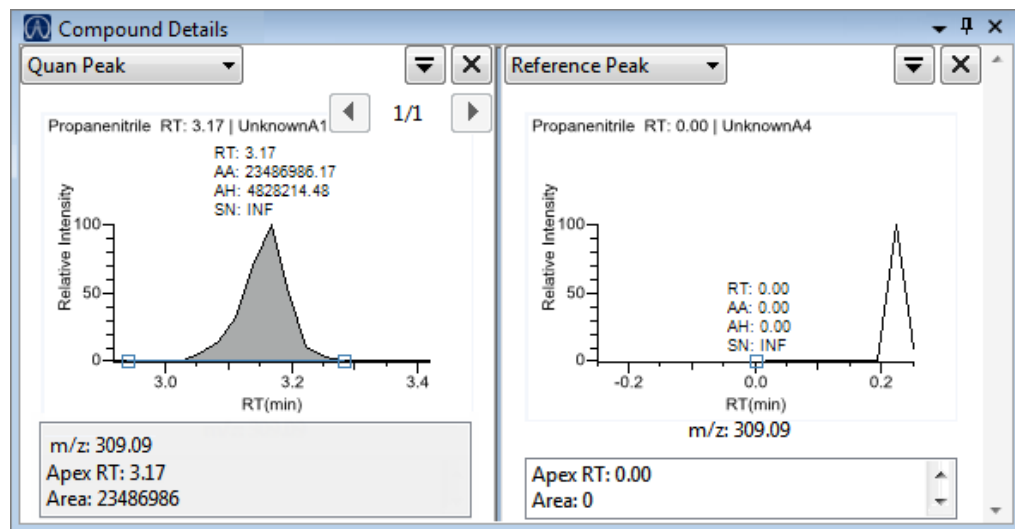 Compound Details
Quan Peak
1/1
Propanenitrile RT: 3.17 | UnknownA1
RT: 3.17
AA: 23486986.17
AH: 4828214.48
SN: INF
Relative Intensity
100
50
0
3.0 3.2 3.4
RT(min)
m/z: 309.09
Apex RT: 3.17
Area: 23486986
Reference Peak
Propanenitrile RT: 0.00 | UnknownA4
Relative Intensity
100
50
0
RT: 0.00
AA: 0.00
AH: 0.00
SN: INF
-0.2 0.0 0.2
RT(min)
m/z: 309.09
Apex RT: 0.00
Area: 0